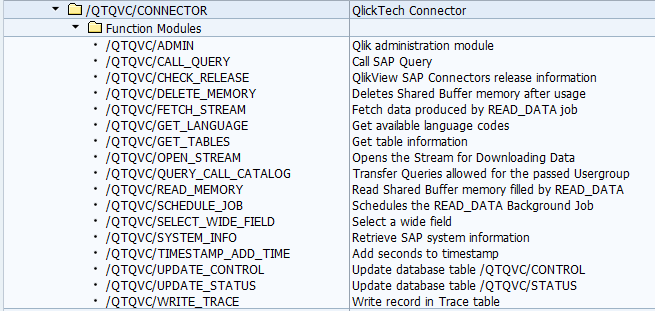 /QTQVC/CONNECTOR QlickTech Connector
Function Modules
/QTQVC/ADMIN Qlik administration module
/QTQVC/CALL_QUERY Call SAP Query
/QTQVC/CHECK_RELEASE QlikView SAP Connectors release information
/QTQVC/DELETE_MEMORY Deletes Shared Buffer memory after usage
/QTQVC/FETCH_STREAM Fetch data produced by READ_DATA job
/QTQVC/GET_LANGUAGE Get available language codes
/QTQVC/GET_TABLES Get table information
/QTQVC/OPEN_STREAM Opens the Stream for Downloading Data
/QTQVC/QUERY_CALL_CATALOG Transfer Queries allowed for the passed Usergroup
/QTQVC/READ_MEMORY Read Shared Buffer memory filled by READ_DATA
/QTQVC/SCHEDULE_JOB Schedules the READ_DATA Background Job
/QTQVC/SELECT_WIDE_FIELD Select a wide field
/QTQVC/SYSTEM_INFO Retrieve SAP system information
/QTQVC/TIMESTAMP_ADD_TIME Add seconds to timestamp
/QTQVC/UPDATE_CONTROL Update database table /QTQVC/CONTROL
/QTQVC/UPDATE_STATUS Update database table /QTQVC/STATUS
/QTQVC/WRITE_TRACE Write record in Trace table